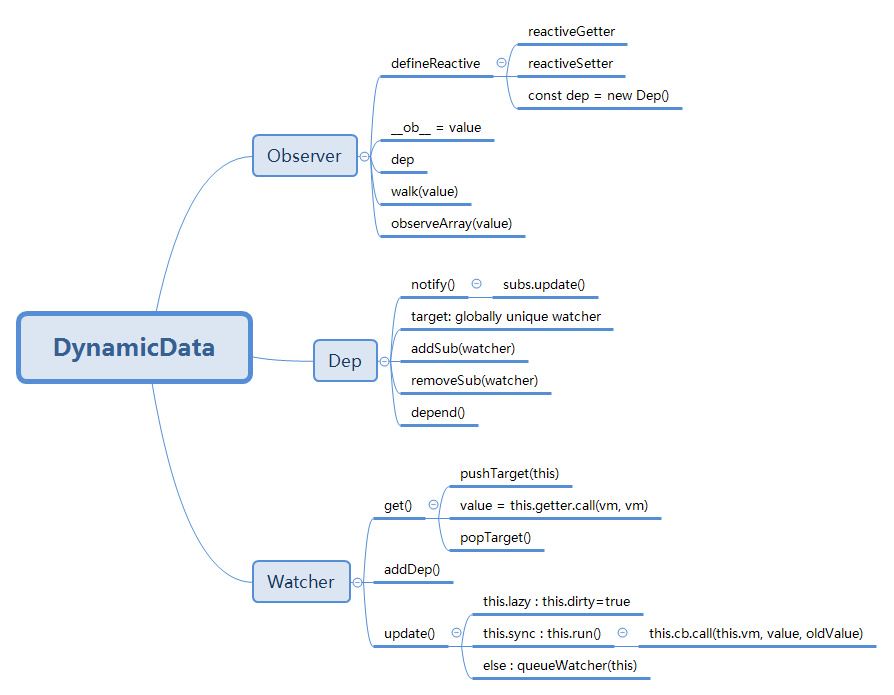 DynamicData
Observer
defineReactive
reactiveGetter
reactiveSetter
const dep = new Dep()
__ob__ = value
dep
walk(value)
observeArray(value)
Dep
notify()
subs.update()
target: globally unique watcher
addSub(watcher)
removeSub(watcher)
depend()
Watcher
get()
pushTarget(this)
value = this.getter.call(vm, vm)
popTarget()
addDep()
update()
this.lazy : this.dirty=true
this.sync : this.run()
this.cb.call(this.vm, value, oldValue)
else : queueWatcher(this)